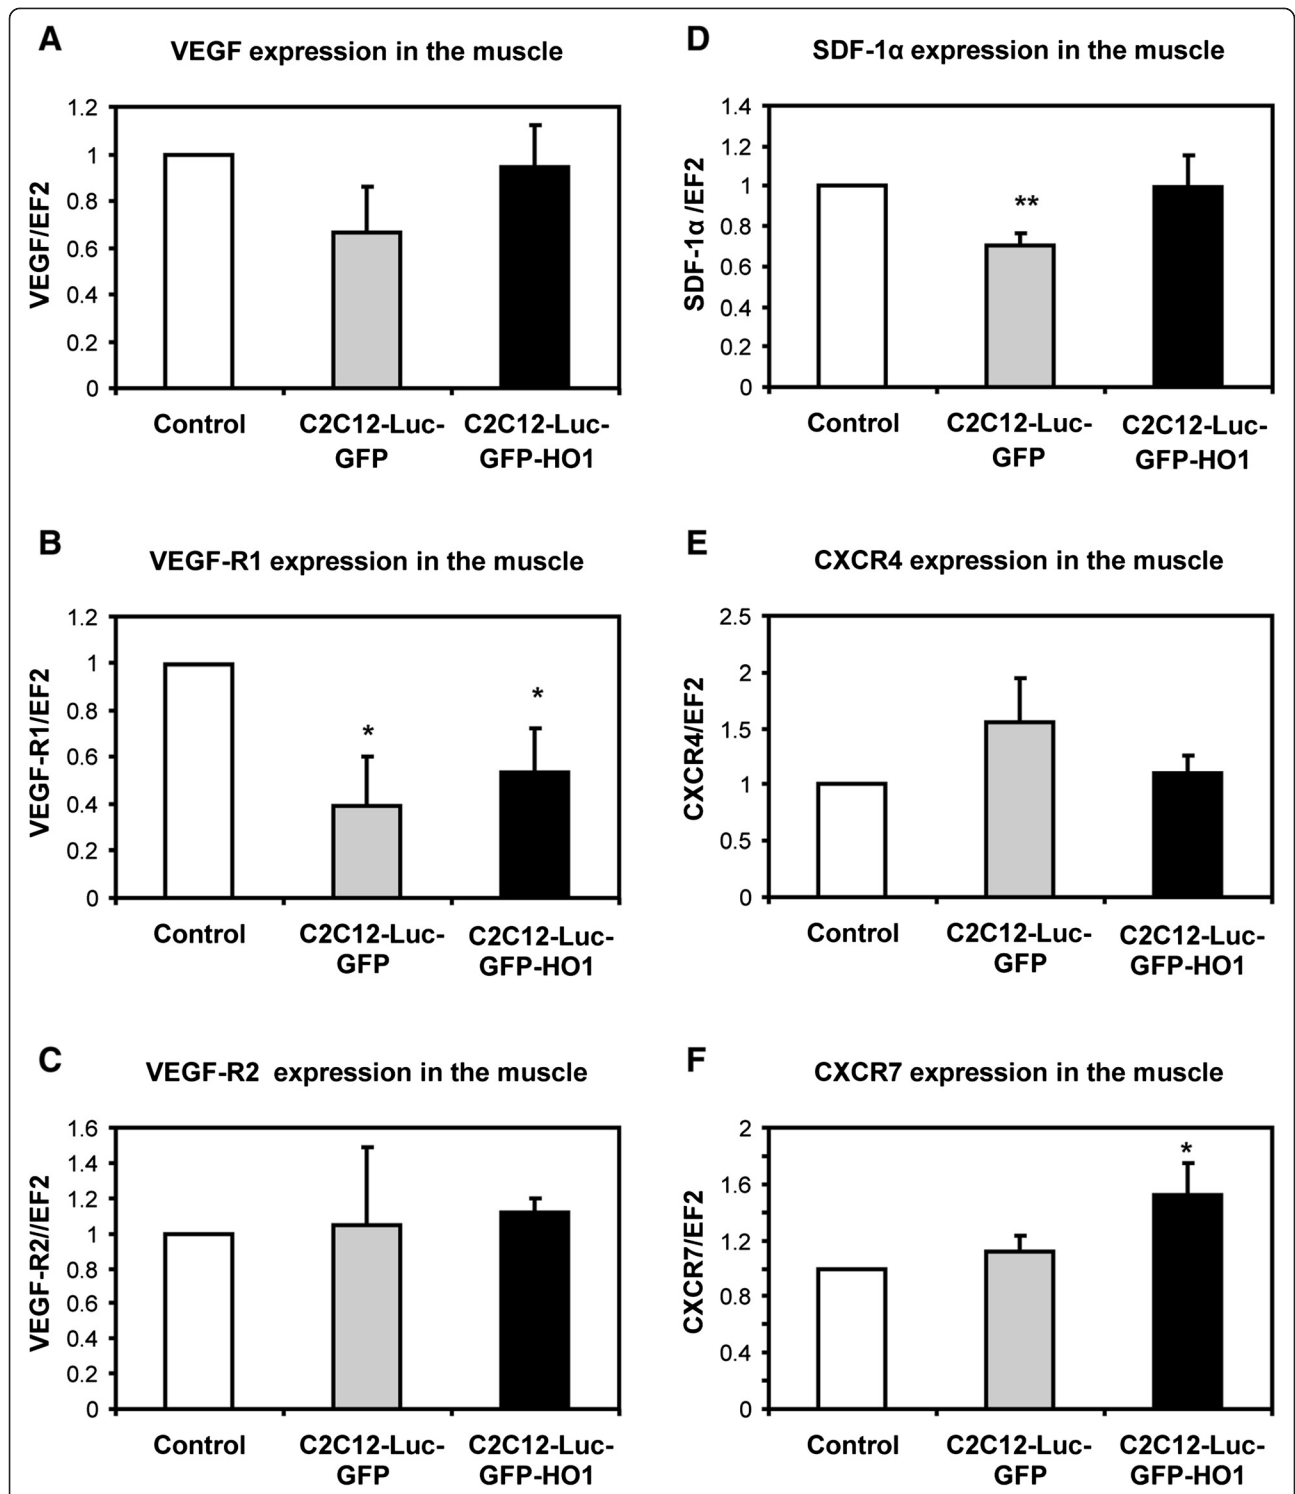 A
VEGF expression in the muscle
VEGF/EF2
1.2
1
0.8
0.6
0.4
0.2
0
Control
C2C12-Luc-
GFP
C2C12-Luc-
GFP-HO1
B
VEGF-R1 expression in the muscle
VEGF-R1/EF2
1.2
1
0.8
0.6
0.4
0.2
0
*
*
Control
C2C12-Luc-
GFP
C2C12-Luc-
GFP-HO1
C
VEGF-R2 expression in the muscle
VEGF-R2//EF2
1.6
1.4
1.2
1
0.8
0.6
0.4
0.2
0
Control
C2C12-Luc-
GFP
C2C12-Luc-
GFP-HO1
D
SDF-1α expression in the muscle
SDF-1α /EF2
1.4
1.2
1
0.8
0.6
0.4
0.2
0
**
Control
C2C12-Luc-
GFP
C2C12-Luc-
GFP-HO1
E
CXCR4 expression in the muscle
CXCR4/EF2
2.5
2
1.5
1
0.5
0
Control
C2C12-Luc-
GFP
C2C12-Luc-
GFP-HO1
F
CXCR7 expression in the muscle
CXCR7/EF2
2
1.6
1.2
0.8
0.4
0
*
Control
C2C12-Luc-
GFP
C2C12-Luc-
GFP-HO1